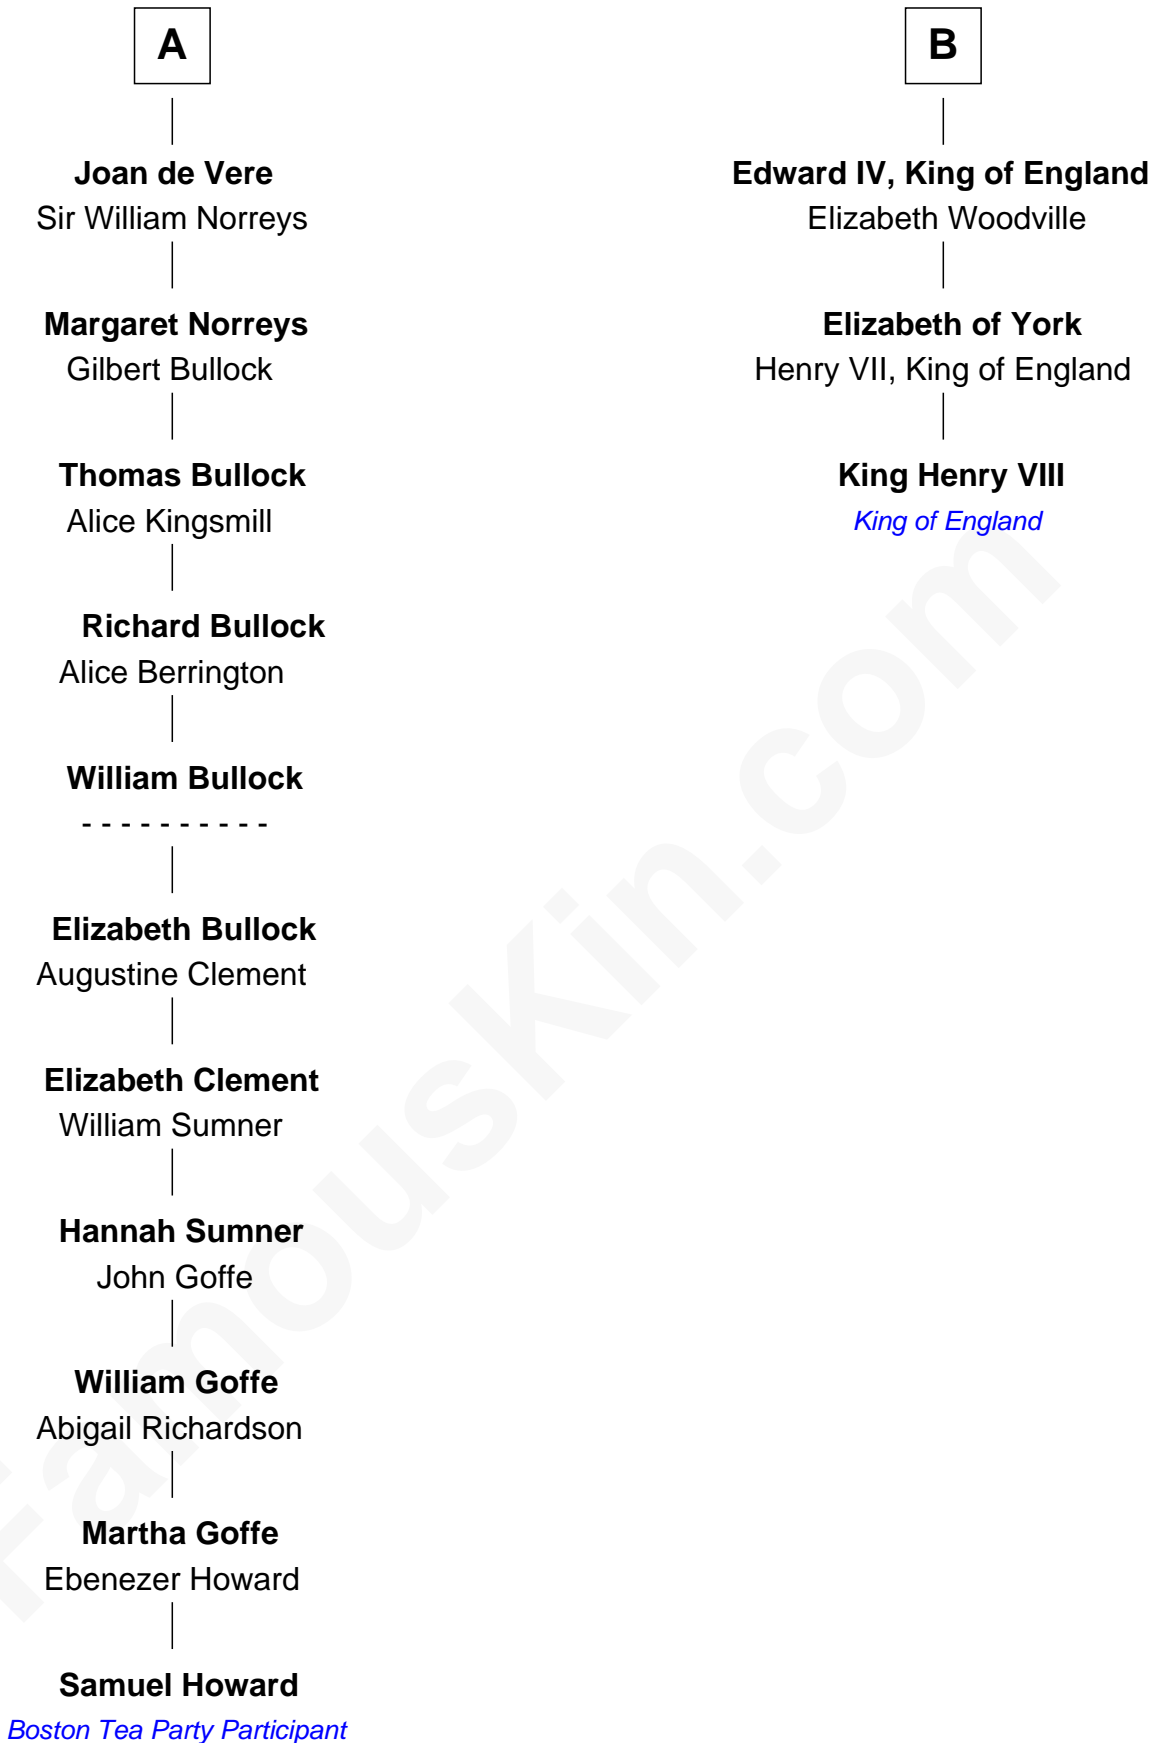 A
Joan de Vere
Sir William Norreys
Margaret Norreys
Gilbert Bullock
Thomas Bullock
Alice Kingsmill
Richard Bullock
Alice Berrington
William Bullock
- - - - - - - - - -
Elizabeth Bullock
Augustine Clement
Elizabeth Clement
William Sumner
Hannah Sumner
John Goffe
William Goffe
Abigail Richardson
Martha Goffe
Ebenezer Howard
Samuel Howard
Boston Tea Party Participant
B
Edward IV, King of England
Elizabeth Woodville
Elizabeth of York
Henry VII, King of England
King Henry VIII
King of England
FamousKin.com